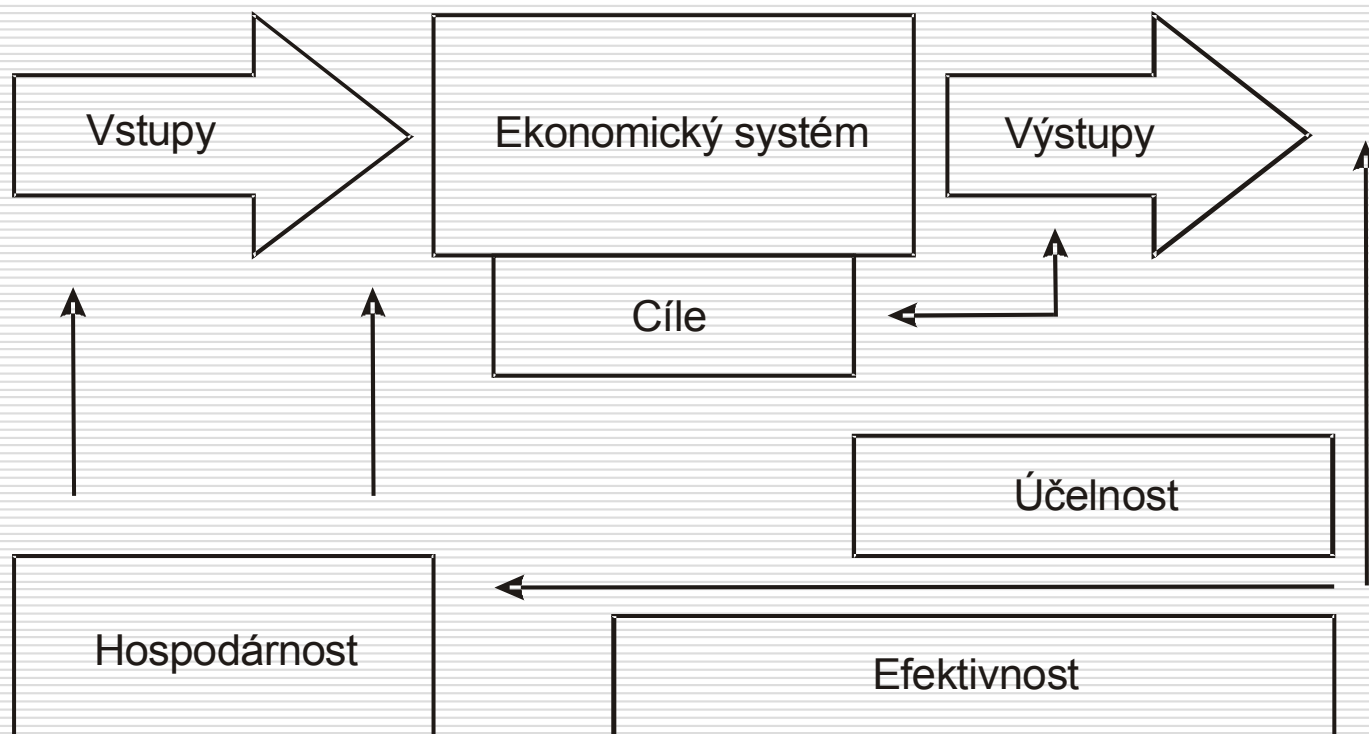 Vstupy
Ekonomický systém
Výstupy
Cíle
Účelnost
Hospodárnost
Efektivnost